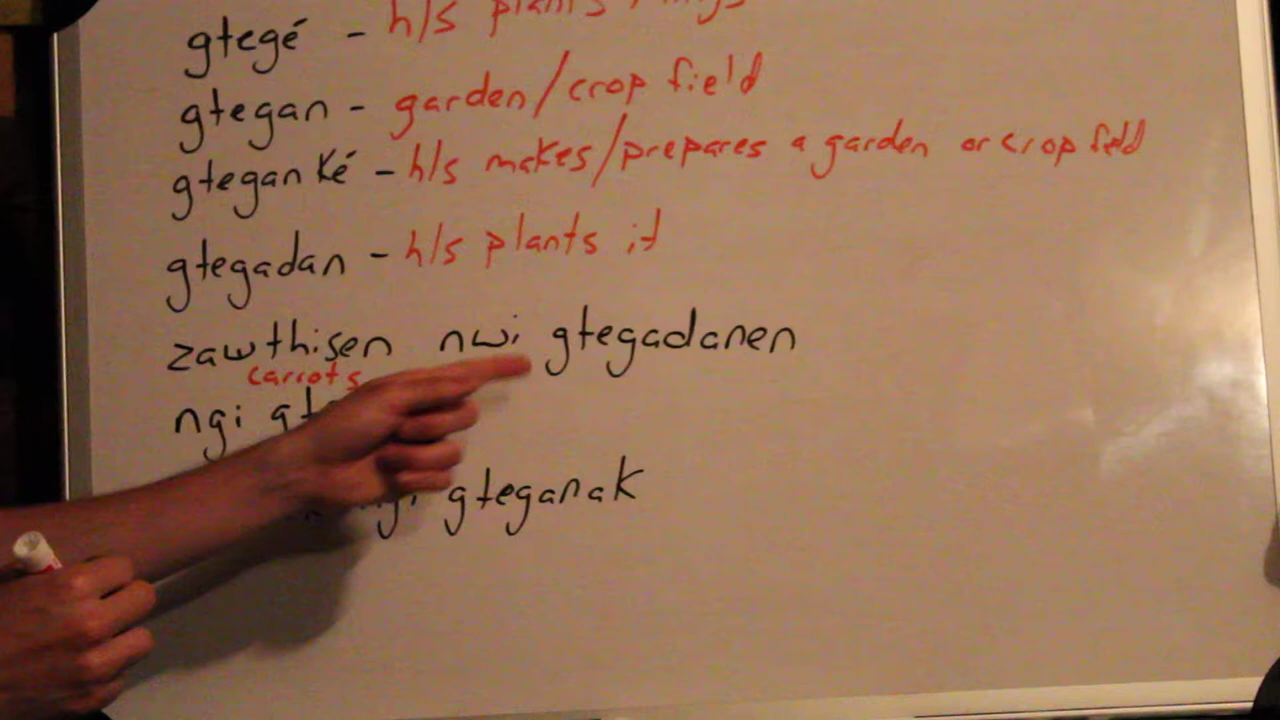 gtegé - h/s plants
gtegan - garden/crop field
gteganké - h/s makes/prepares a garden or crop field
gtegadan - h/s plants it
zawthisen nwi gtegadanen
carrots
ngi
gteganak